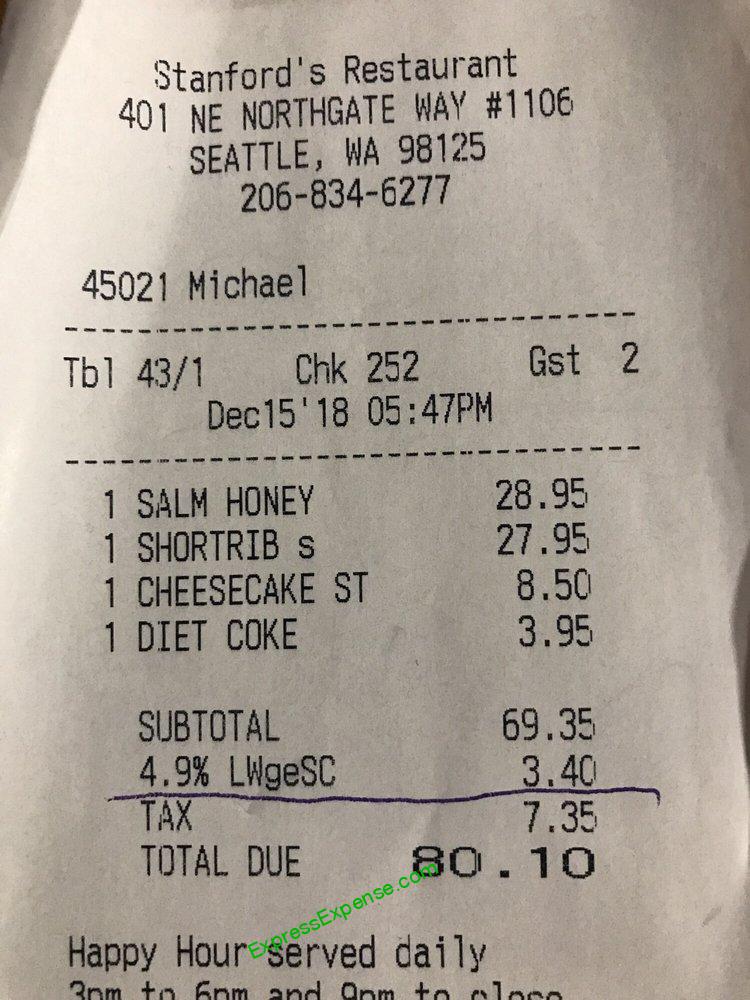 Stanford's Restaurant
401 NE NORTHGATE WAY #1106
SEATTLE, WA 98125
206-834-6277
45021 Michael
Tbl 43/1 Chk 252 Gst 2
Dec15'18 05:47PM
1 SALM HONEY 28.95
1 SHORTRIB s 27.95
1 CHEESECAKE ST 8.50
1 DIET COKE 3.95
SUBTOTAL 69.35
4.9% LWgeSC 3.40
TAX 7.35
TOTAL DUE 80.10
ExpressExpense.com
Happy Hour served daily
3pm to 6pm and 9pm to close